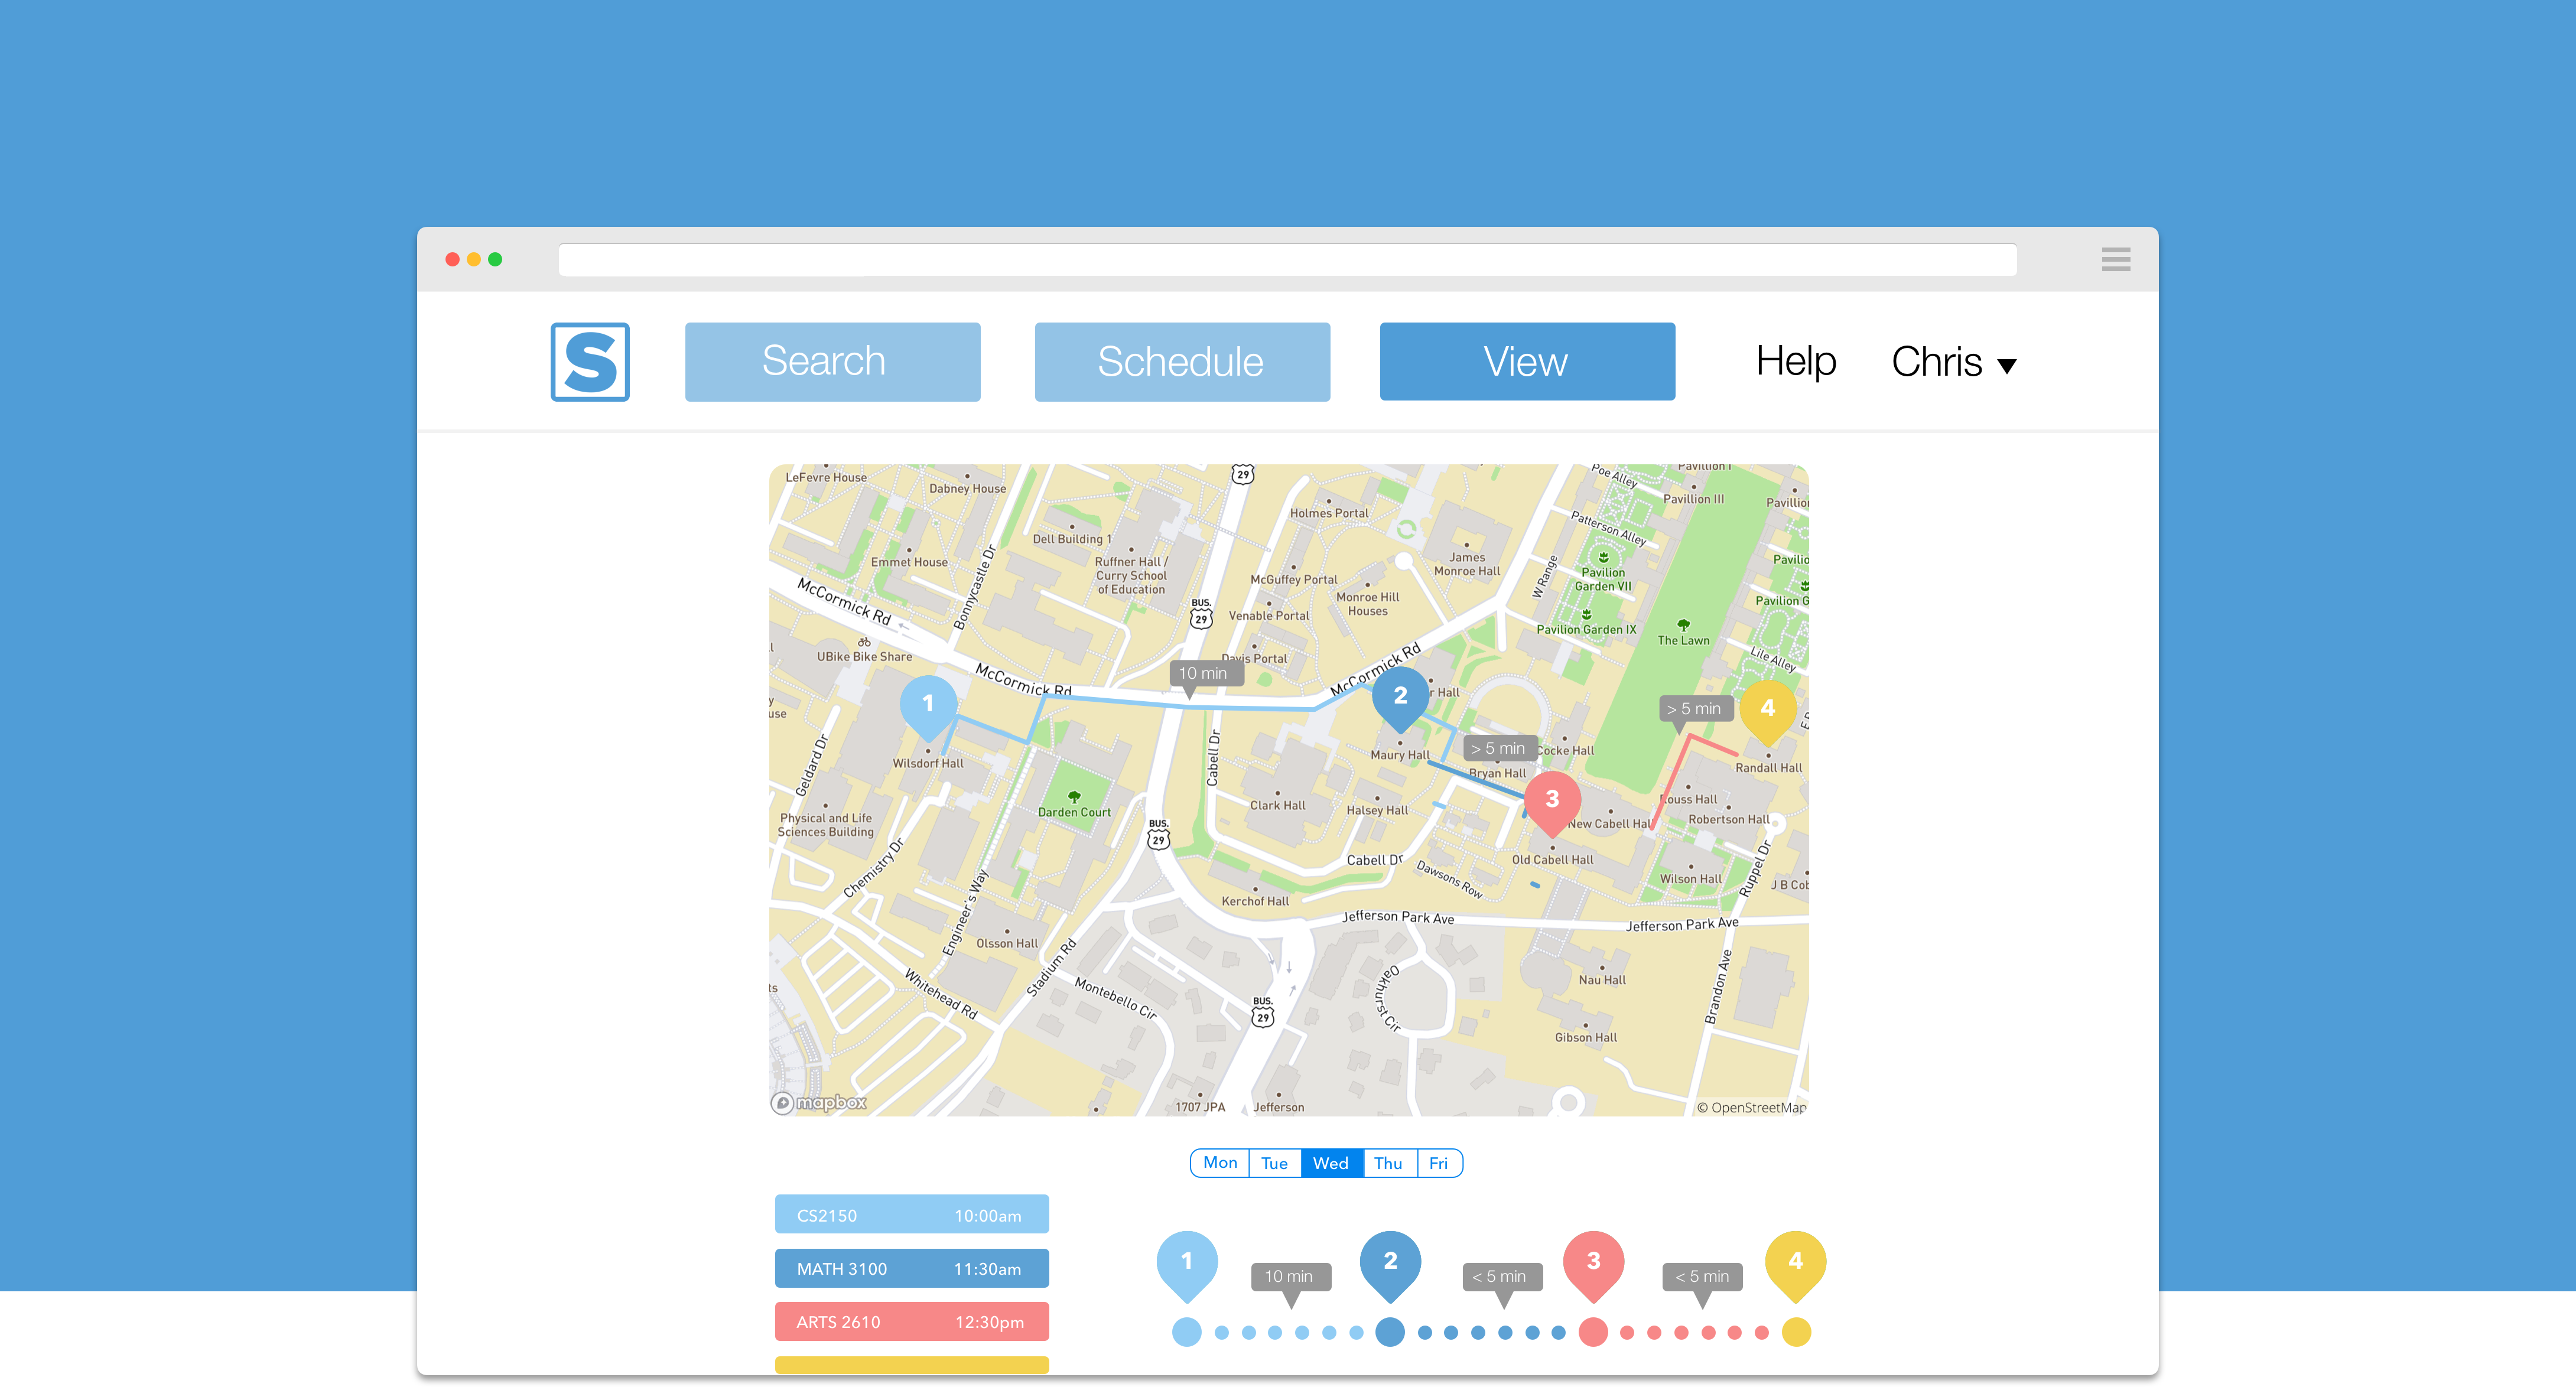 S
Search
Schedule
View
Help
Chris
LeFevre House
Dabney House
29
Holmes Portal
Poe Alley
Pavillion I
Pavillion III
Patterson Alley
Dell Building 1
Emmet House
Bonnycastle Dr
Ruffner Hall /
Curry School
of Education
McGuffey Portal
James
Monroe Hall
W Range
Pavilion
Garden VII
McCormick Rd
BUS.
29
Venable Portal
Monroe Hill
Houses
Pavilion Garden IX
The Lawn
UBike Bike Share
Davis Portal
Lile Alley
McCormick Rd
10 min
McCormick Rd
1
2
> 5 min
4
Wilsdorf Hall
Geldard Dr
Cabell Dr
Maury Hall
> 5 min
Cocke Hall
Bryan Hall
Randall Hall
3
Darden Court
Clark Hall
Halsey Hall
New Cabell Hall
Rouss Hall
Robertson Hall
Physical and Life
Sciences Building
BUS.
29
Chemistry Dr
Cabell Dr
Dawsons Row
Old Cabell Hall
Wilson Hall
Ruppel Dr
J B Cob
Engineer's Way
Kerchof Hall
Jefferson Park Ave
Jefferson Park Ave
Olsson Hall
Stadium Rd
Whitehead Rd
Montebello Cir
BUS.
29
Oakhurst Cir
Nau Hall
Gibson Hall
Brandon Ave
mapbox
1707 JPA
Jefferson
© OpenStreetMap
Mon Tue Wed Thu Fri
CS2150 10:00am
MATH 3100 11:30am
ARTS 2610 12:30pm
1
10 min
2
< 5 min
3
< 5 min
4